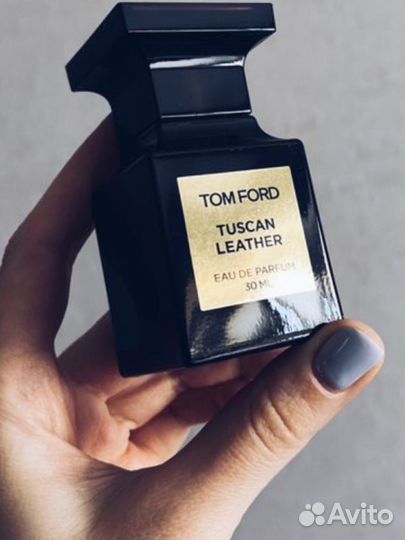 TOM FORD
TUSCAN
LEATHER
EAU DE PARFUM
30 ML
Avito